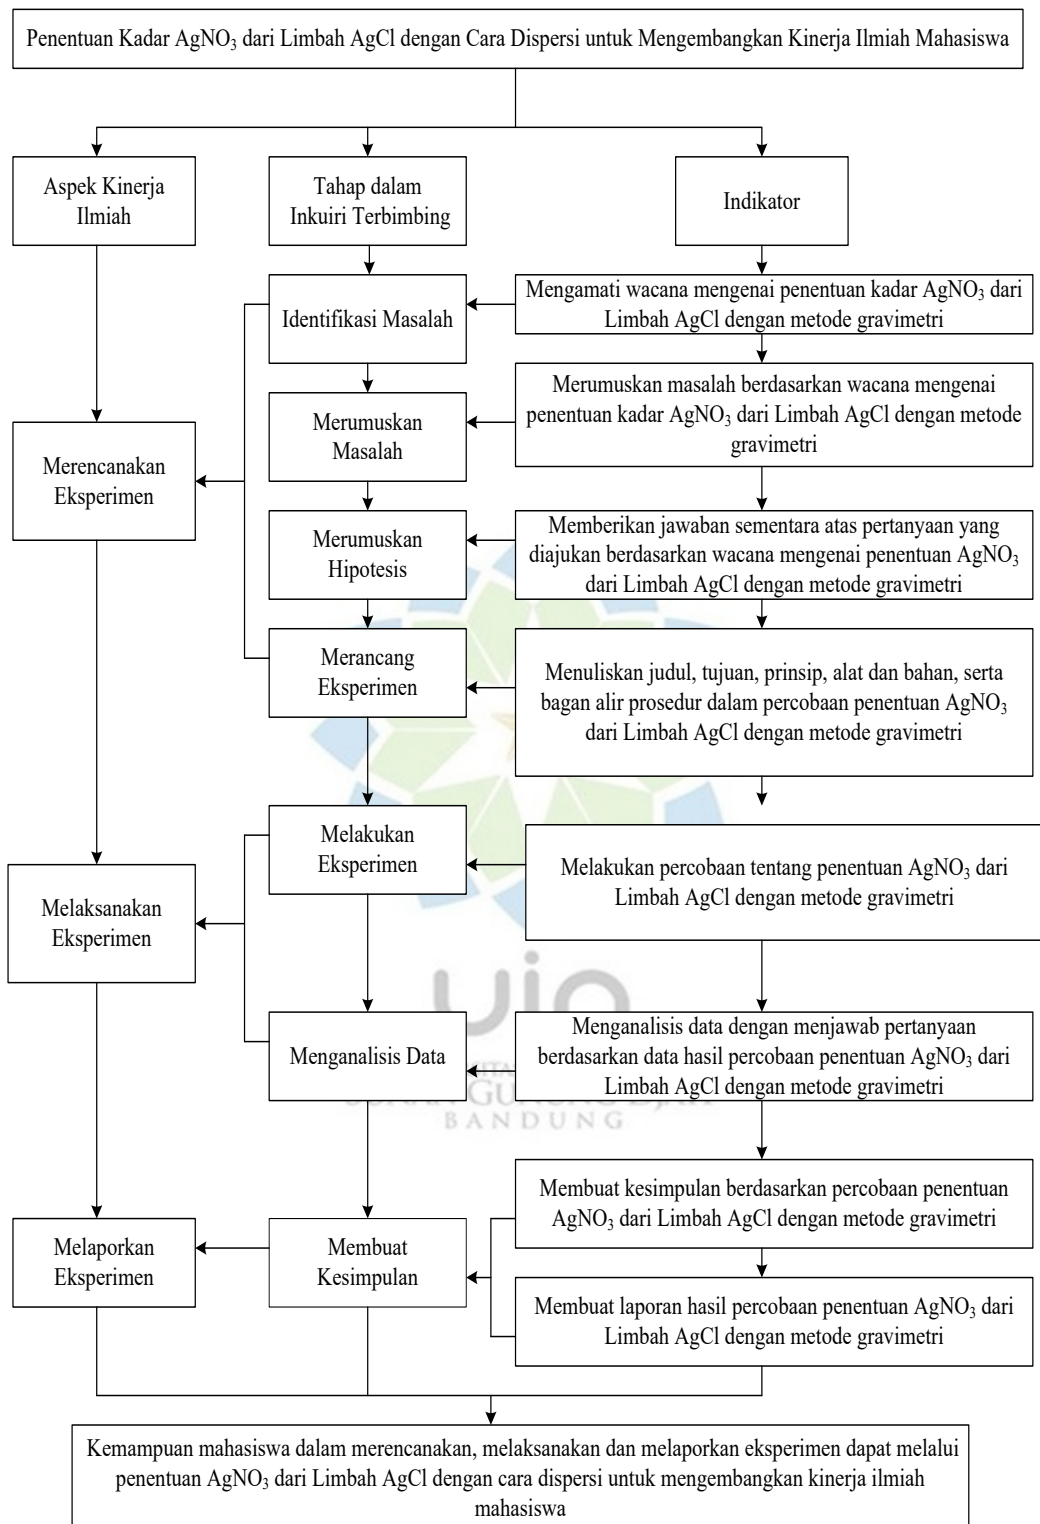 Penentuan Kadar AgNO₃ dari Limbah AgCl dengan Cara Dispersi untuk Mengembangkan Kinerja Ilmiah Mahasiswa
Aspek Kinerja
Ilmiah
Tahap dalam
Inkuiri Terbimbing
Indikator
Identifikasi Masalah
Mengamati wacana mengenai penentuan kadar AgNO₃ dari
Limbah AgCl dengan metode gravimetri
Merumuskan
Masalah
Merumuskan masalah berdasarkan wacana mengenai
penentuan kadar AgNO₃ dari Limbah AgCl dengan metode
gravimetri
Merencanakan
Eksperimen
Merumuskan
Hipotesis
Memberikan jawaban sementara atas pertanyaan yang
diajukan berdasarkan wacana mengenai penentuan AgNO₃
dari Limbah AgCl dengan metode gravimetri
Merancang
Eksperimen
Menuliskan judul, tujuan, prinsip, alat dan bahan, serta
bagan alir prosedur dalam percobaan penentuan AgNO₃
dari Limbah AgCl dengan metode gravimetri
Melakukan
Eksperimen
Melakukan percobaan tentang penentuan AgNO₃ dari
Limbah AgCl dengan metode gravimetri
Melaksanakan
Eksperimen
uin
Menganalisis Data
Menganalisis data dengan menjawab pertanyaan
berdasarkan data hasil percobaan penentuan AgNO₃ dari
Limbah AgCl dengan metode gravimetri
BANDUNG
Membuat kesimpulan berdasarkan percobaan penentuan
AgNO₃ dari Limbah AgCl dengan metode gravimetri
Melaporkan
Eksperimen
Membuat
Kesimpulan
Membuat laporan hasil percobaan penentuan AgNO₃ dari
Limbah AgCl dengan metode gravimetri
Kemampuan mahasiswa dalam merencanakan, melaksanakan dan melaporkan eksperimen dapat melalui
penentuan AgNO₃ dari Limbah AgCl dengan cara dispersi untuk mengembangkan kinerja ilmiah
mahasiswa